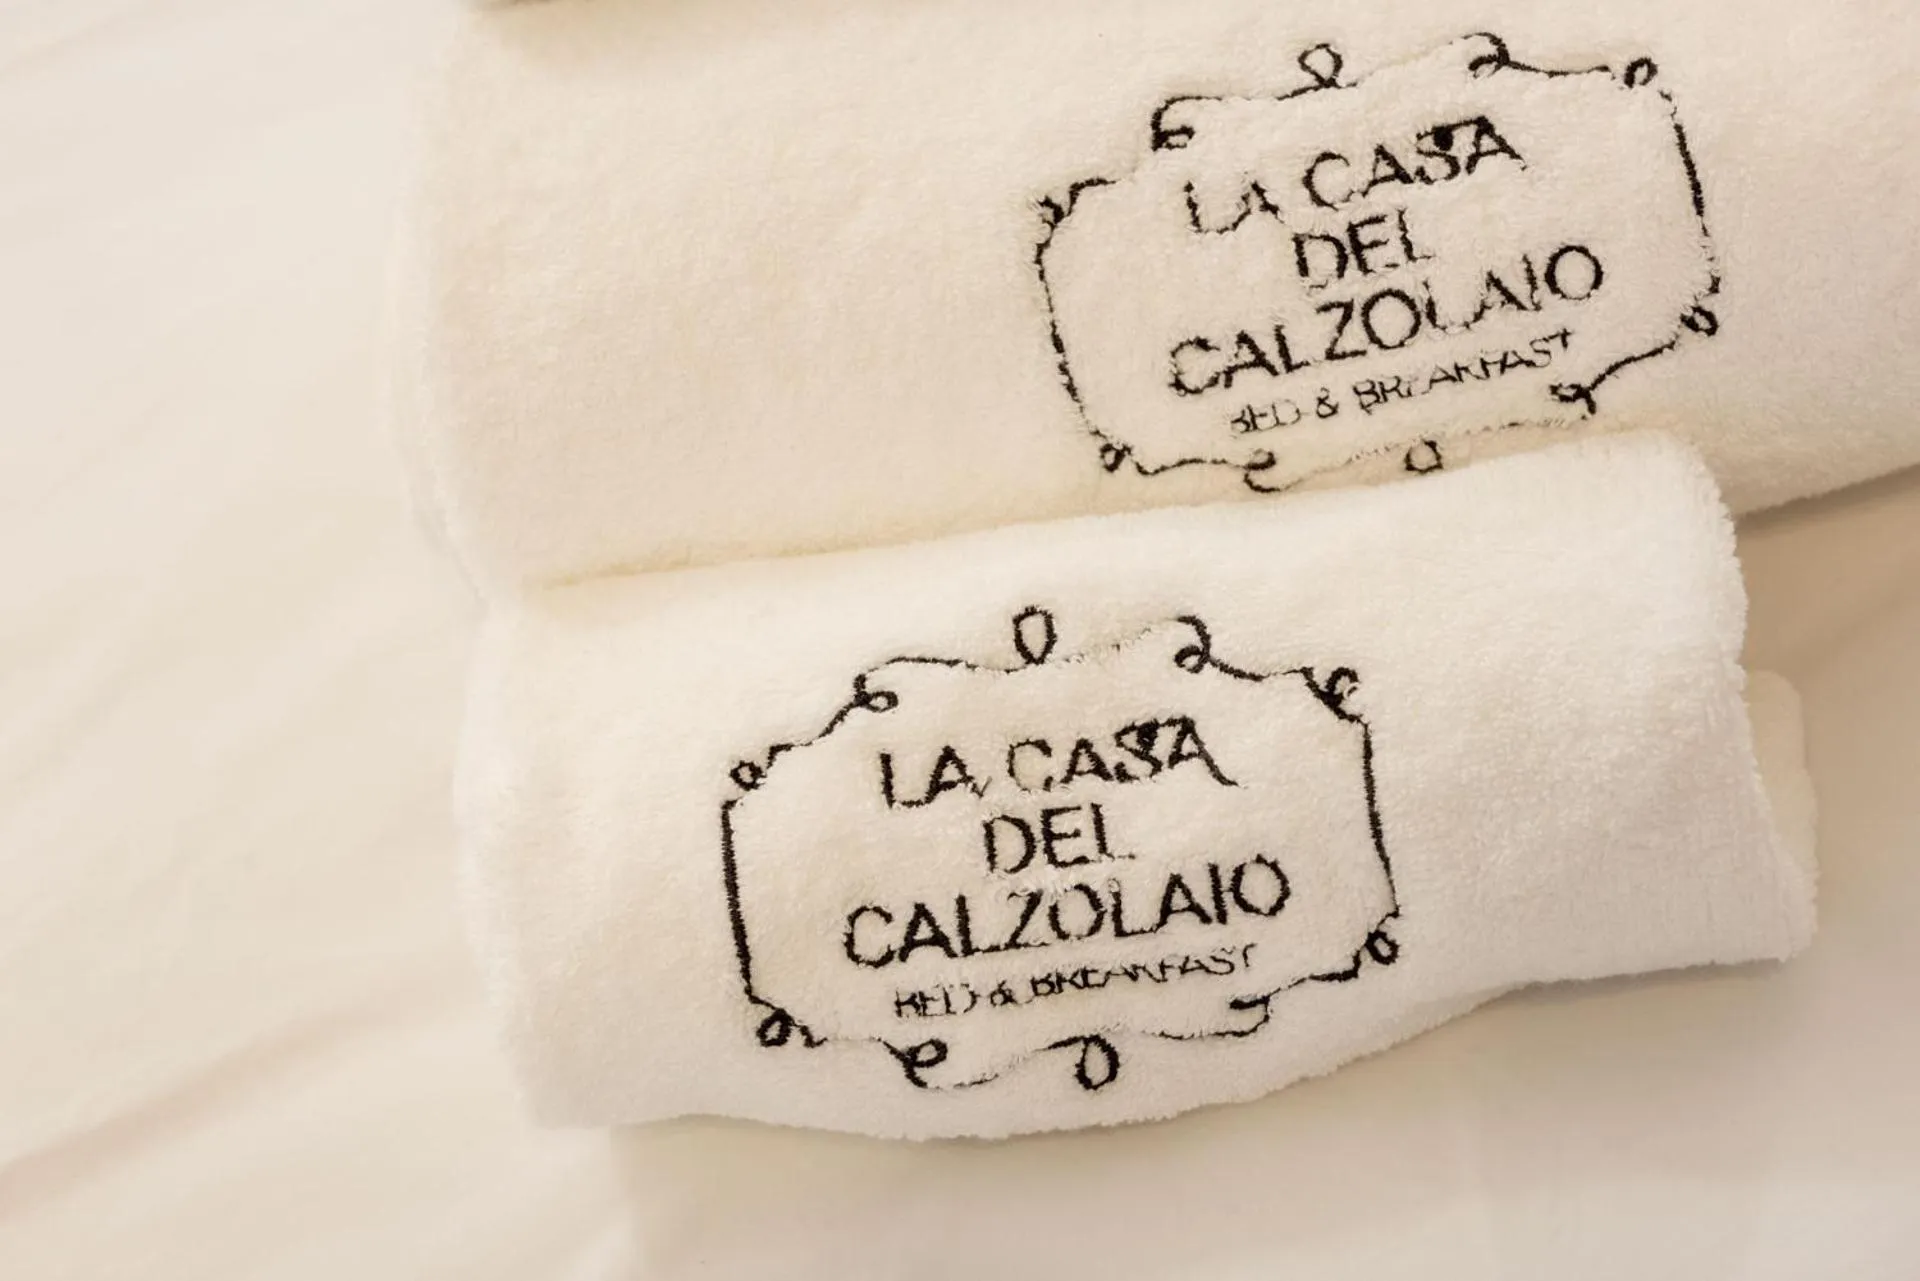 LA CASA
DEL
CALZOLAIO
BED & BREAKFAST
LA CASA
DEL
CALZOLAIO
BED & BREAKFAST